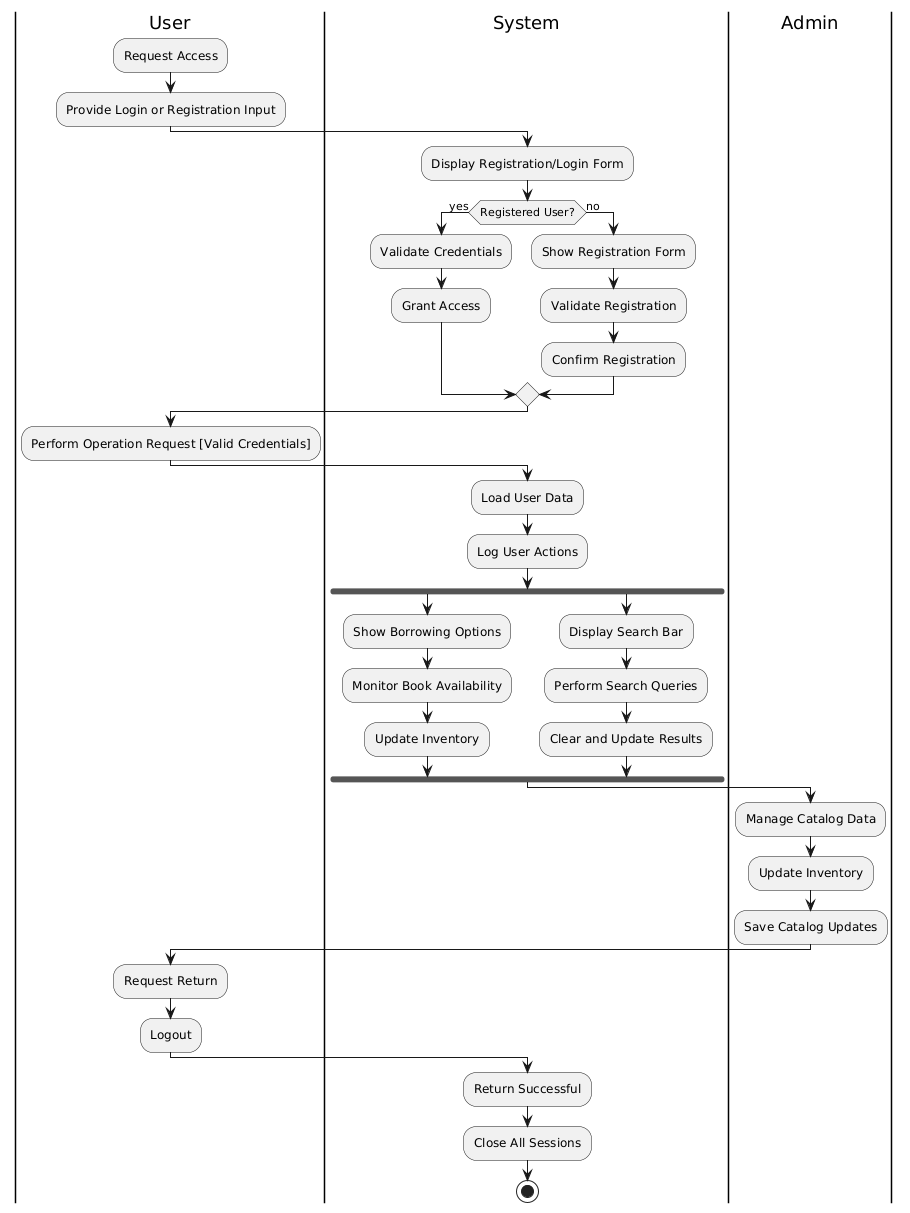 User
System
Admin
Request Access
Provide Login or Registration Input
Display Registration/Login Form
yes
Registered User?
no
Validate Credentials
Show Registration Form
Grant Access
Validate Registration
Confirm Registration
Perform Operation Request [Valid Credentials]
Load User Data
Log User Actions
Show Borrowing Options
Display Search Bar
Monitor Book Availability
Perform Search Queries
Update Inventory
Clear and Update Results
Manage Catalog Data
Update Inventory
Save Catalog Updates
Request Return
Logout
Return Successful
Close All Sessions